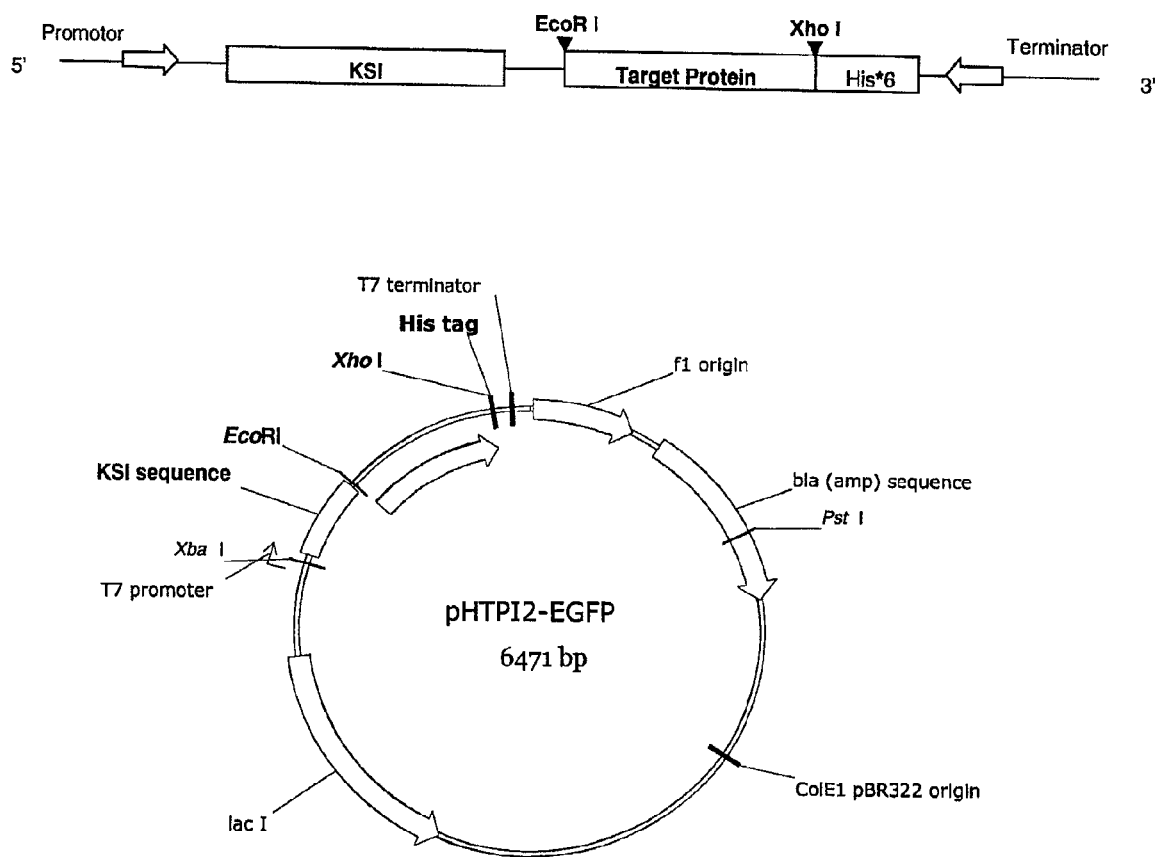 Promotor
EcoR I
Xho I
Terminator
5'
KSI
Target Protein
His*6
3'
T7 terminator
His tag
Xho I
f1 origin
EcoRI
KSI sequence
bla (amp) sequence
Pst I
Xba I
T7 promoter
pHTPI2-EGFP
6471 bp
ColE1 pBR322 origin
lac I